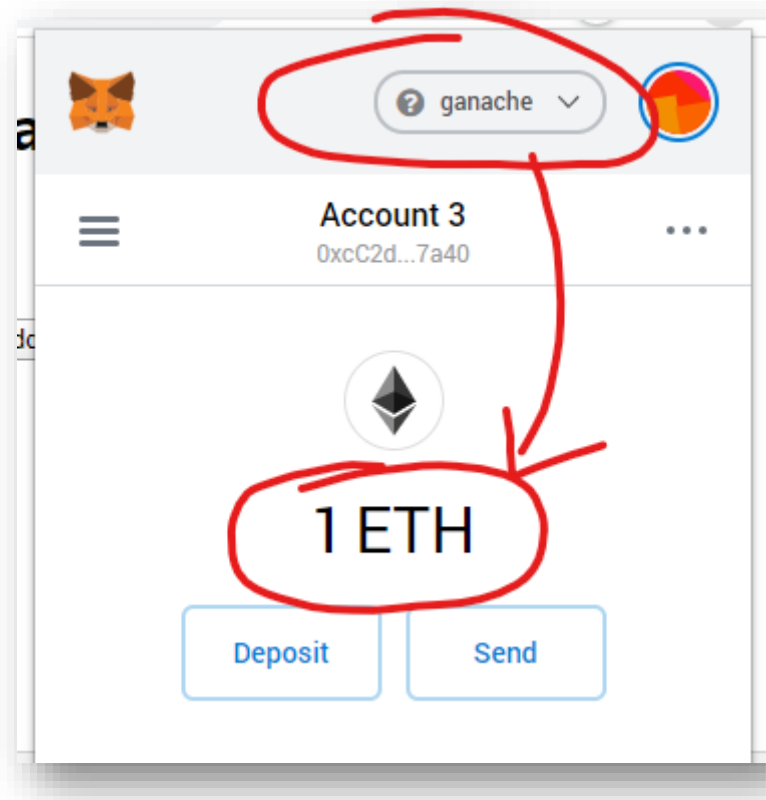 ganache
Account 3
0xcC2d...7a40
1 ETH
Deposit
Send